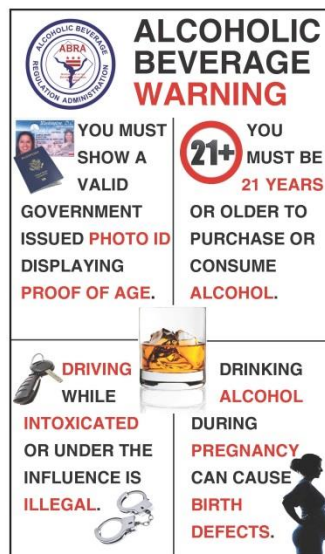 ALCOHOLIC BEVERAGE
ABRA
REGULATION ADMINISTRATION
ALCOHOLIC
BEVERAGE
WARNING
YOU MUST
SHOW A
VALID
GOVERNMENT
ISSUED PHOTO ID
DISPLAYING
PROOF OF AGE.
21+
YOU
MUST BE
21 YEARS
OR OLDER TO
PURCHASE OR
CONSUME
ALCOHOL.
DRIVING
WHILE
INTOXICATED
OR UNDER THE
INFLUENCE IS
ILLEGAL.
DRINKING
ALCOHOL
DURING
PREGNANCY
CAN CAUSE
BIRTH
DEFECTS.